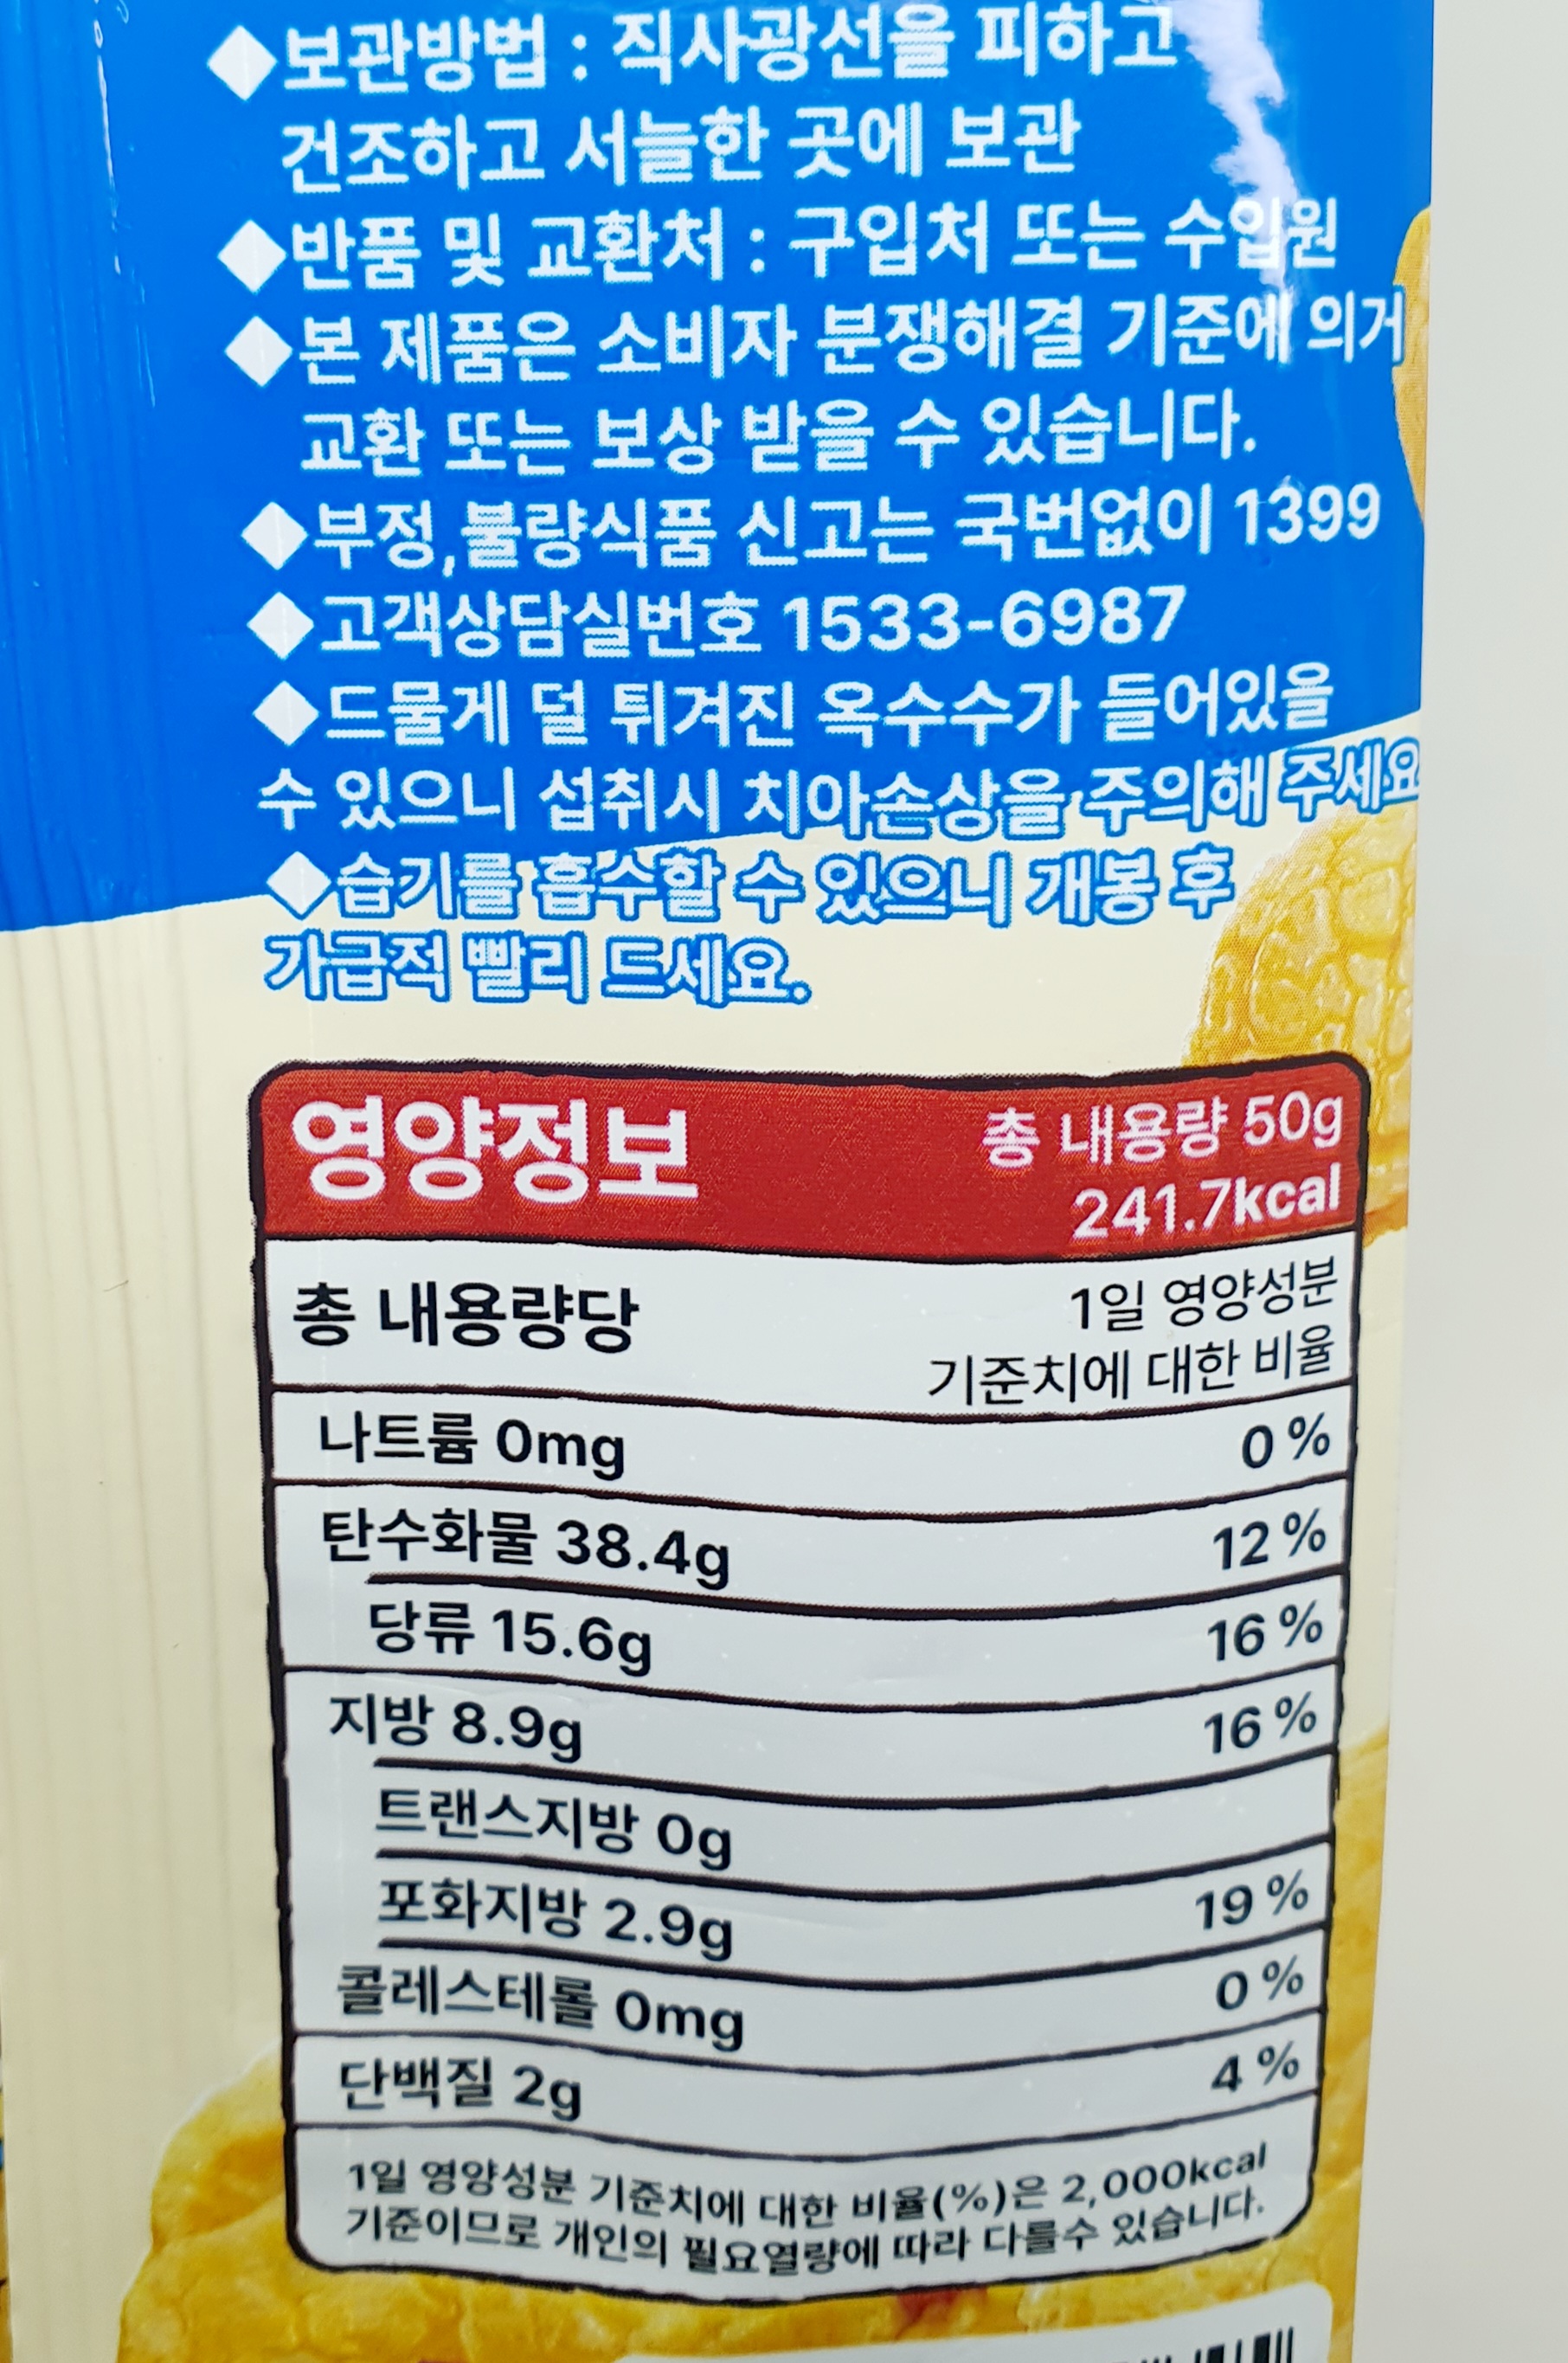 ◆보관방법 : 직사광선을 피하고
건조하고 서늘한 곳에 보관
◆반품 및 교환처 : 구입처 또는 수입원
◆본 제품은 소비자 분쟁해결 기준에 의거
교환 또는 보상 받을 수 있습니다.
◆부정,불량식품 신고는 국번없이 1399
◆고객상담실번호 1533-6987
◆드물게 덜 튀겨진 옥수수가 들어있을
수 있으니 섭취시 치아손상을 주의해 주세요
◆습기를 흡수할 수 있으니 개봉 후
가급적 빨리 드세요.
영양정보
총 내용량 50g
241.7kcal
총 내용량당
1일 영양성분
기준치에 대한 비율
나트륨 0mg 0 %
탄수화물 38.4g 12 %
당류 15.6g 16 %
지방 8.9g 16 %
트랜스지방 0g
포화지방 2.9g 19 %
콜레스테롤 0mg 0 %
단백질 2g 4 %
1일 영양성분 기준치에 대한 비율(%)은 2,000kcal
기준이므로 개인의 필요열량에 따라 다를수 있습니다.